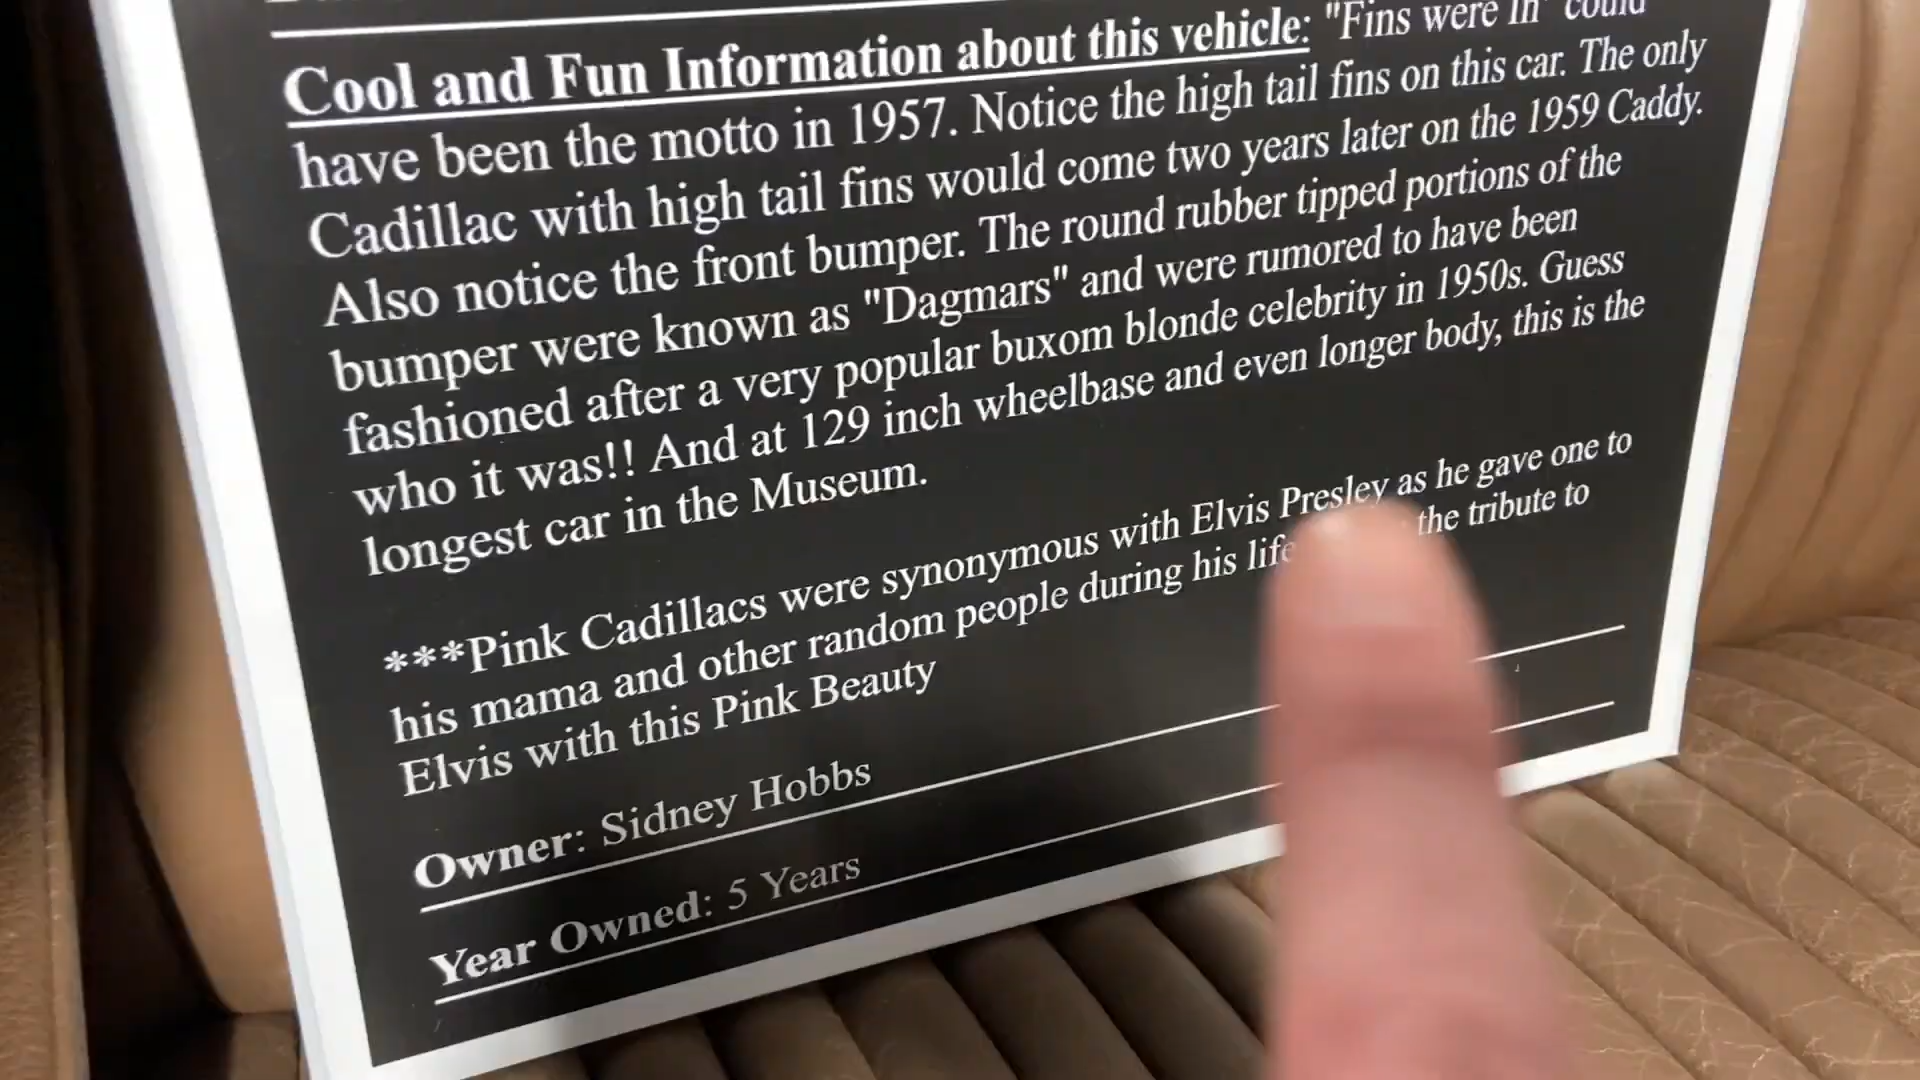 Cool and Fun Information about this vehicle: "Fins were in" could
have been the motto in 1957. Notice the high tail fins on this car. The only
Cadillac with high tail fins would come two years later on the 1959 Caddy.
Also notice the front bumper. The round rubber tipped portions of the
bumper were known as "Dagmars" and were rumored to have been
fashioned after a very popular buxom blonde celebrity in 1950s. Guess
who it was!! And at 129 inch wheelbase and even longer body, this is the
longest car in the Museum.
***Pink Cadillacs were synonymous with Elvis Presley as he gave one to
his mama and other random people during his life the tribute to
Elvis with this Pink Beauty
Owner: Sidney Hobbs
Year Owned: 5 Years